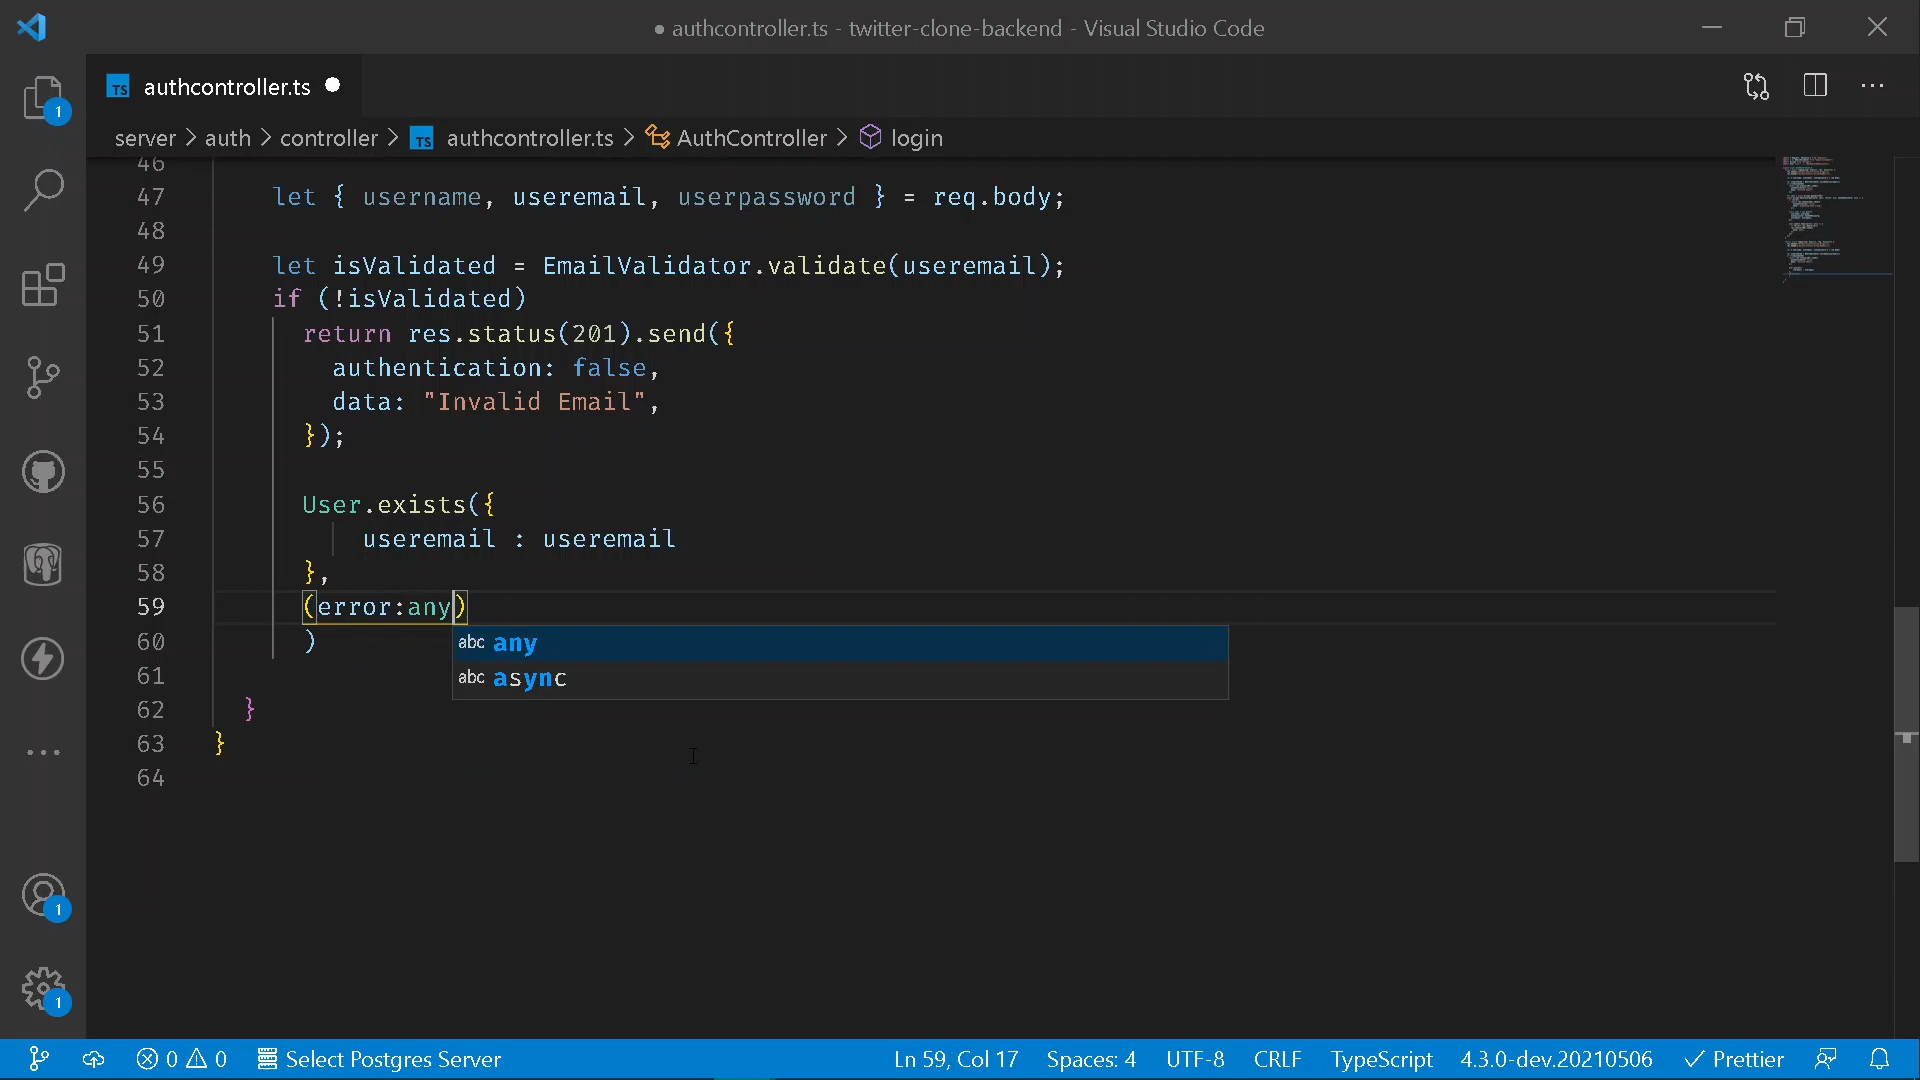 ● authcontroller.ts - twitter-clone-backend - Visual Studio Code
TS authcontroller.ts ●
server > auth > controller > TS authcontroller.ts > AuthController > login
46
47 let { username, useremail, userpassword } = req.body;
48
49 let isValidated = EmailValidator.validate(useremail);
50 if (!isValidated)
51 return res.status(201).send({
52 authentication: false,
53 data: "Invalid Email",
54 });
55
56 User.exists({
57 useremail : useremail
58 },
59 (error:any)
60 )
abc any
61
abc async
62 }
63 }
64
1
1
1
0 0 Select Postgres Server Ln 59, Col 17 Spaces: 4 UTF-8 CRLF TypeScript 4.3.0-dev.20210506 Prettier